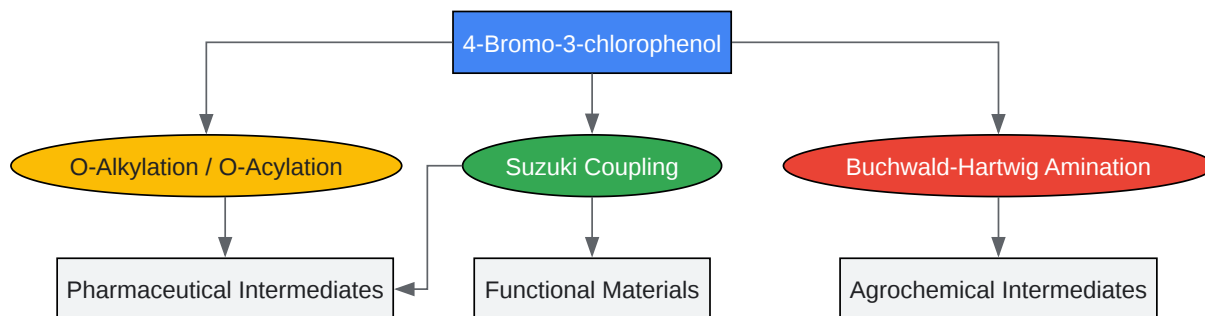 4-Bromo-3-chlorophenol
O-Alkylation / O-Acylation
Suzuki Coupling
Buchwald-Hartwig Amination
Pharmaceutical Intermediates
Functional Materials
Agrochemical Intermediates